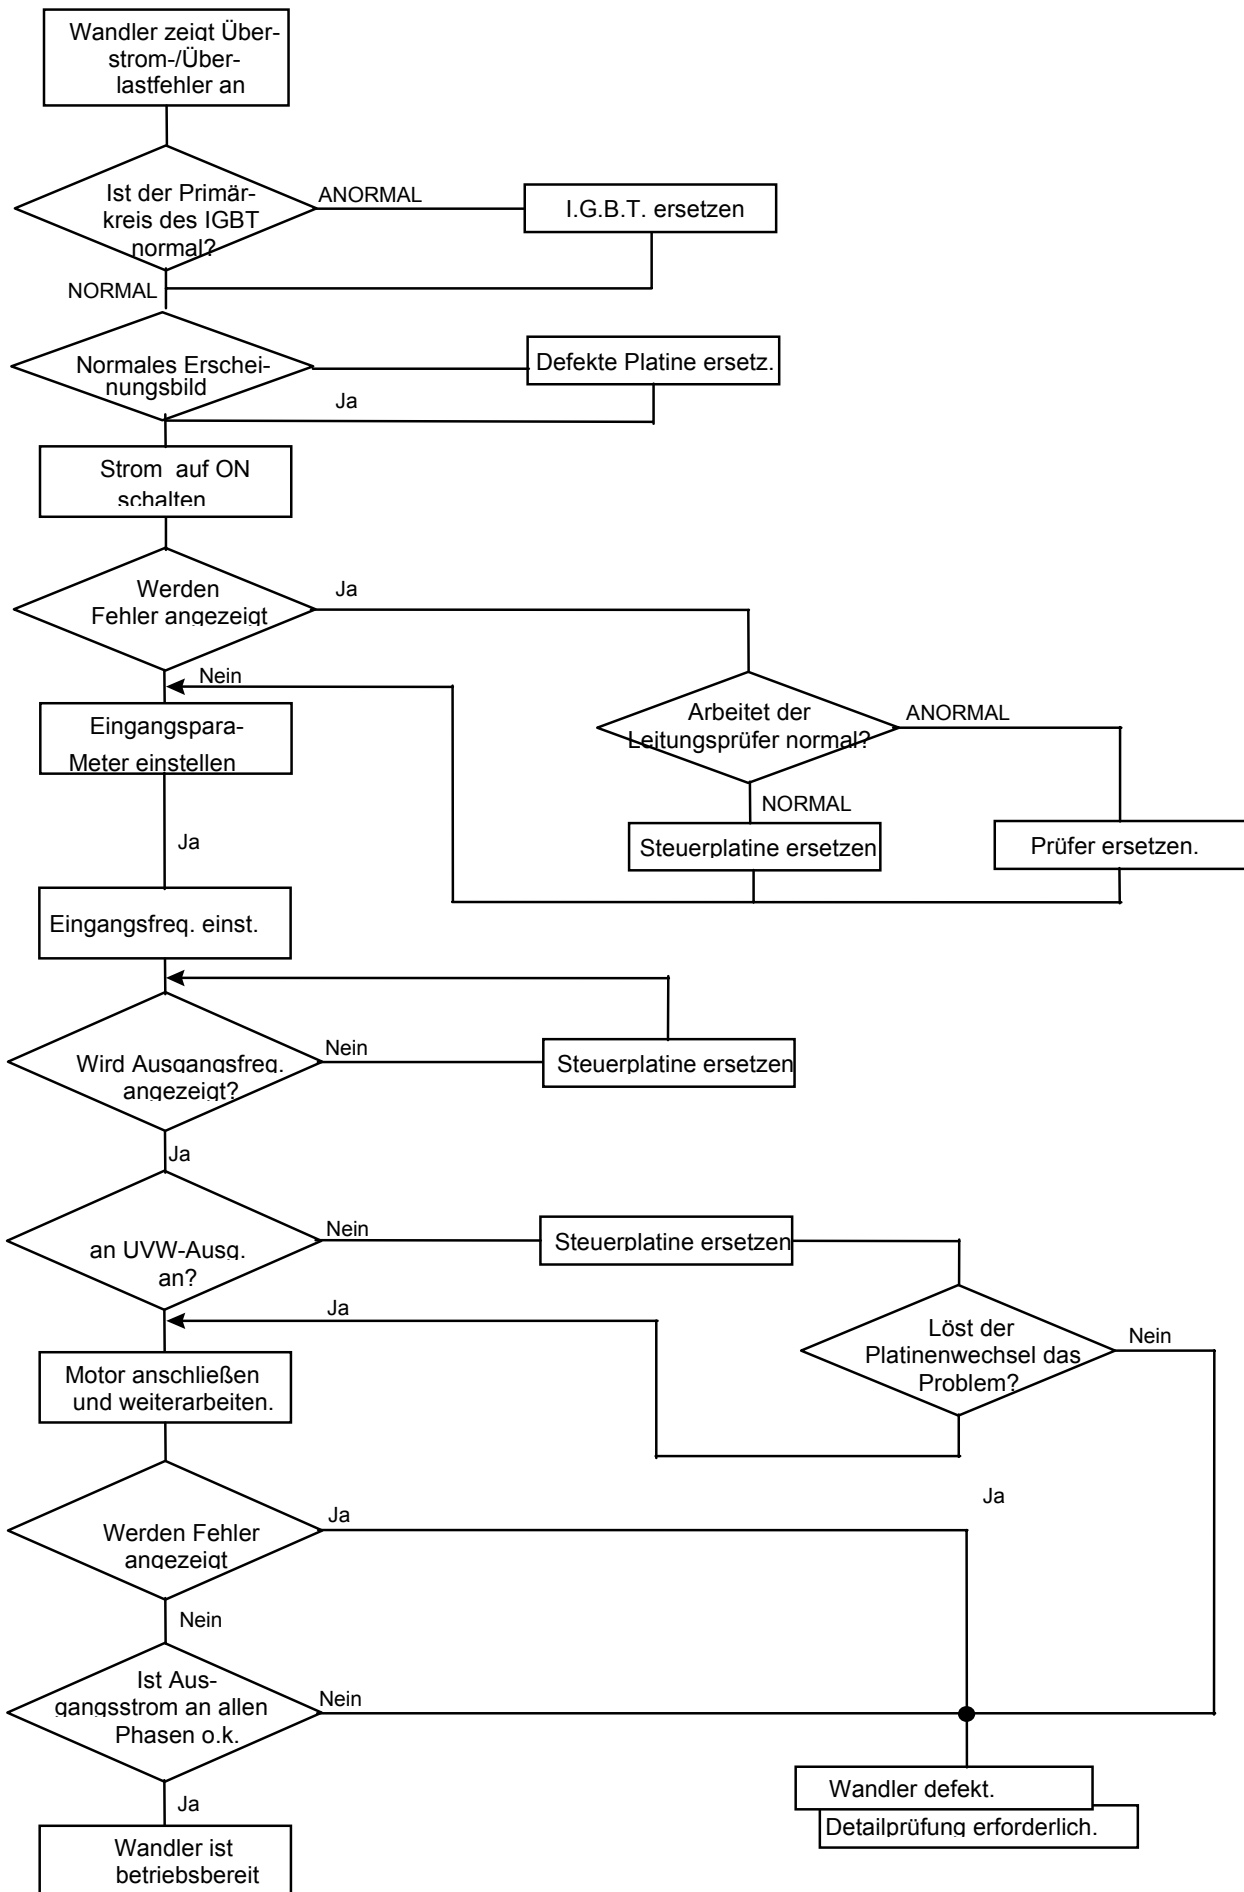 Wandler zeigt Über-
strom-/Über-
lastfehler an
Ist der Primär-
kreis des IGBT
normal?
ANORMAL
I.G.B.T. ersetzen
NORMAL
Normales Erschei-
nungsbild
Defekte Platine ersetz.
Ja
Strom auf ON
schalten
Werden
Fehler angezeigt
Ja
Nein
Eingangspara-
Meter einstellen
Arbeitet der
Leitungsprüfer normal?
ANORMAL
NORMAL
Steuerplatine ersetzen
Prüfer ersetzen.
Ja
Eingangsfreq. einst.
Wird Ausgangsfreq.
angezeigt?
Nein
Steuerplatine ersetzen
Ja
an UVW-Ausg.
an?
Nein
Steuerplatine ersetzen
Ja
Löst der
Platinenwechsel das
Problem?
Nein
Motor anschließen
und weiterarbeiten.
Ja
Werden Fehler
angezeigt
Ja
Nein
Ist Aus-
gangsstrom an allen
Phasen o.k.
Nein
Wandler defekt.
Detailprüfung erforderlich.
Ja
Wandler ist
betriebsbereit